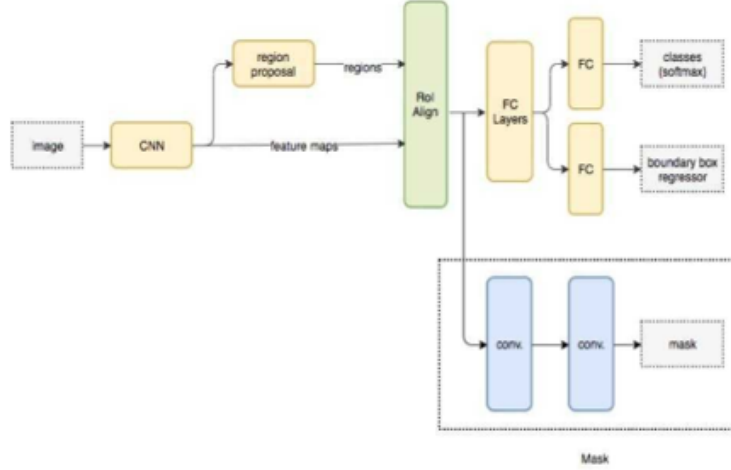 region
proposal
regions
RoI
Align
FC
Layers
FC
classes
(softmax)
image
CNN
feature maps
FC
boundary box
regressor
conv.
conv.
mask
Mask